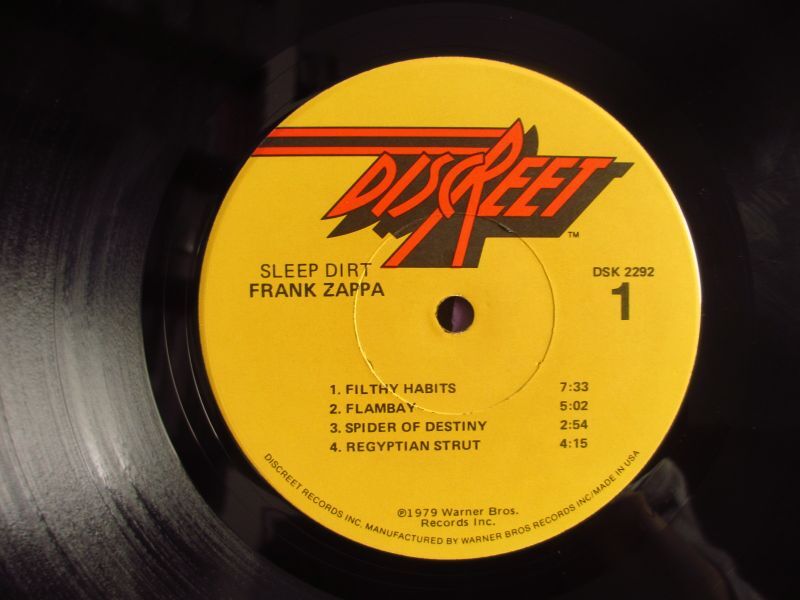 DISCREET
TM
SLEEP DIRT
FRANK ZAPPA
DSK 2292
1
1. FILTHY HABITS 7:33
2. FLAMBAY 5:02
3. SPIDER OF DESTINY 2:54
4. REGYPTIAN STRUT 4:15
℗1979 Warner Bros.
Records Inc.
DISCREET RECORDS INC. MANUFACTURED BY WARNER BROS RECORDS INC/MADE IN USA